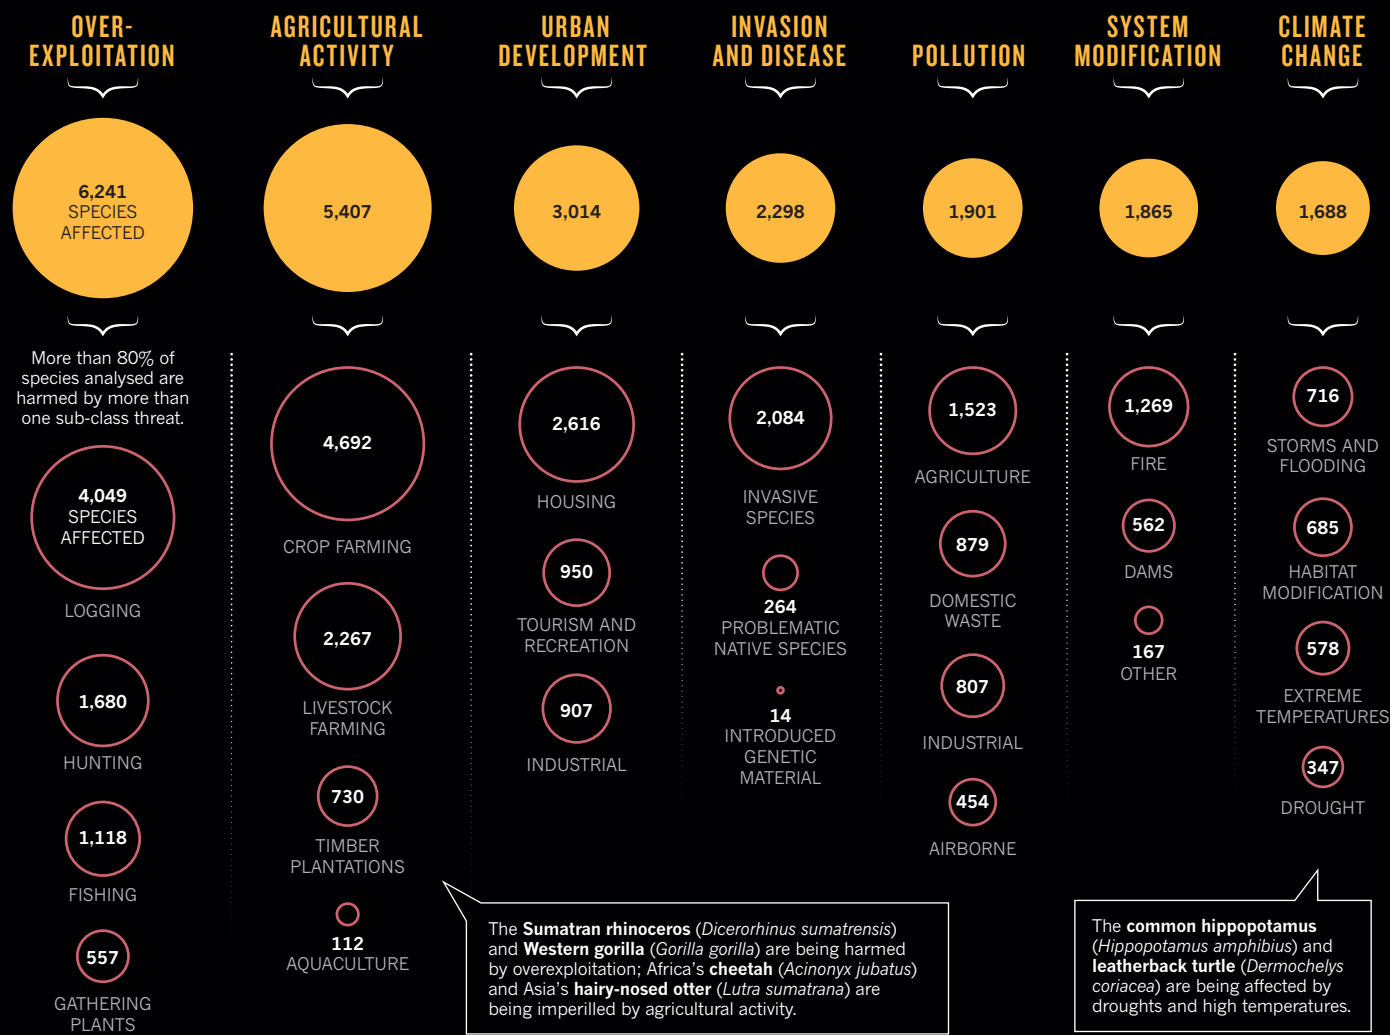 OVER-
EXPLOITATION
6,241
SPECIES
AFFECTED
More than 80% of
species analysed are
harmed by more than
one sub-class threat.
4,049
SPECIES
AFFECTED
LOGGING
1,680
HUNTING
1,118
FISHING
557
GATHERING
PLANTS
AGRICULTURAL
ACTIVITY
5,407
4,692
CROP FARMING
2,267
LIVESTOCK
FARMING
730
TIMBER
PLANTATIONS
112
AQUACULTURE
URBAN
DEVELOPMENT
3,014
2,616
HOUSING
950
TOURISM AND
RECREATION
907
INDUSTRIAL
INVASION
AND DISEASE
2,298
2,084
INVASIVE
SPECIES
264
PROBLEMATIC
NATIVE SPECIES
14
INTRODUCED
GENETIC
MATERIAL
POLLUTION
1,901
1,523
AGRICULTURE
879
DOMESTIC
WASTE
807
INDUSTRIAL
454
AIRBORNE
SYSTEM
MODIFICATION
1,865
1,269
FIRE
562
DAMS
167
OTHER
CLIMATE
CHANGE
1,688
716
STORMS AND
FLOODING
685
HABITAT
MODIFICATION
578
EXTREME
TEMPERATURES
347
DROUGHT
The Sumatran rhinoceros (Dicerorhinus sumatrensis)
and Western gorilla (Gorilla gorilla) are being harmed
by overexploitation; Africa's cheetah (Acinonyx jubatus)
and Asia's hairy-nosed otter (Lutra sumatrana) are
being imperilled by agricultural activity.
The common hippopotamus
(Hippopotamus amphibius) and
leatherback turtle (Dermochelys
coriacea) are being affected by
droughts and high temperatures.